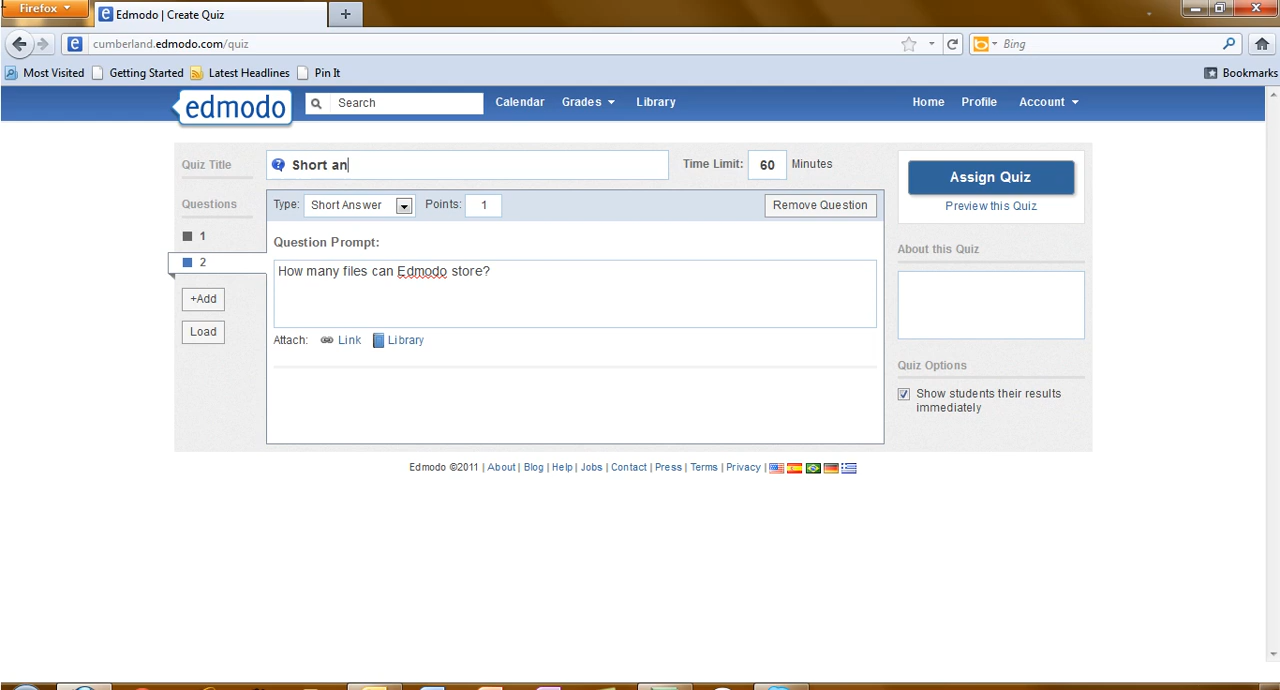 Firefox
Edmodo | Create Quiz
cumberland.edmodo.com/quiz
Bing
Most Visited Getting Started Latest Headlines Pin It Bookmarks
edmodo Search Calendar Grades Library Home Profile Account
Quiz Title Short an Time Limit: 60 Minutes
Assign Quiz
Preview this Quiz
Questions Type: Short Answer Points: 1 Remove Question
1
2
+Add
Load
Question Prompt:
How many files can Edmodo store?
Attach: Link Library
About this Quiz
Quiz Options
Show students their results
immediately
Edmodo ©2011 | About | Blog | Help | Jobs | Contact | Press | Terms | Privacy |